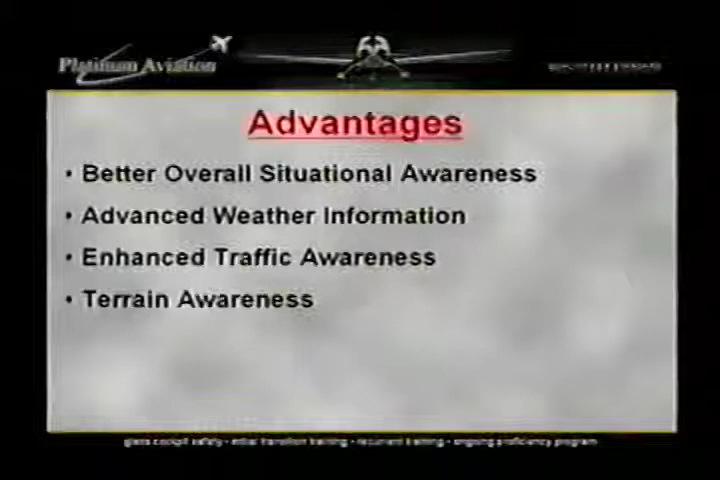 Platinum Aviation
Advantages
• Better Overall Situational Awareness
• Advanced Weather Information
• Enhanced Traffic Awareness
• Terrain Awareness
glass cockpit safety • initial transition training • recurrent training • ongoing proficiency program